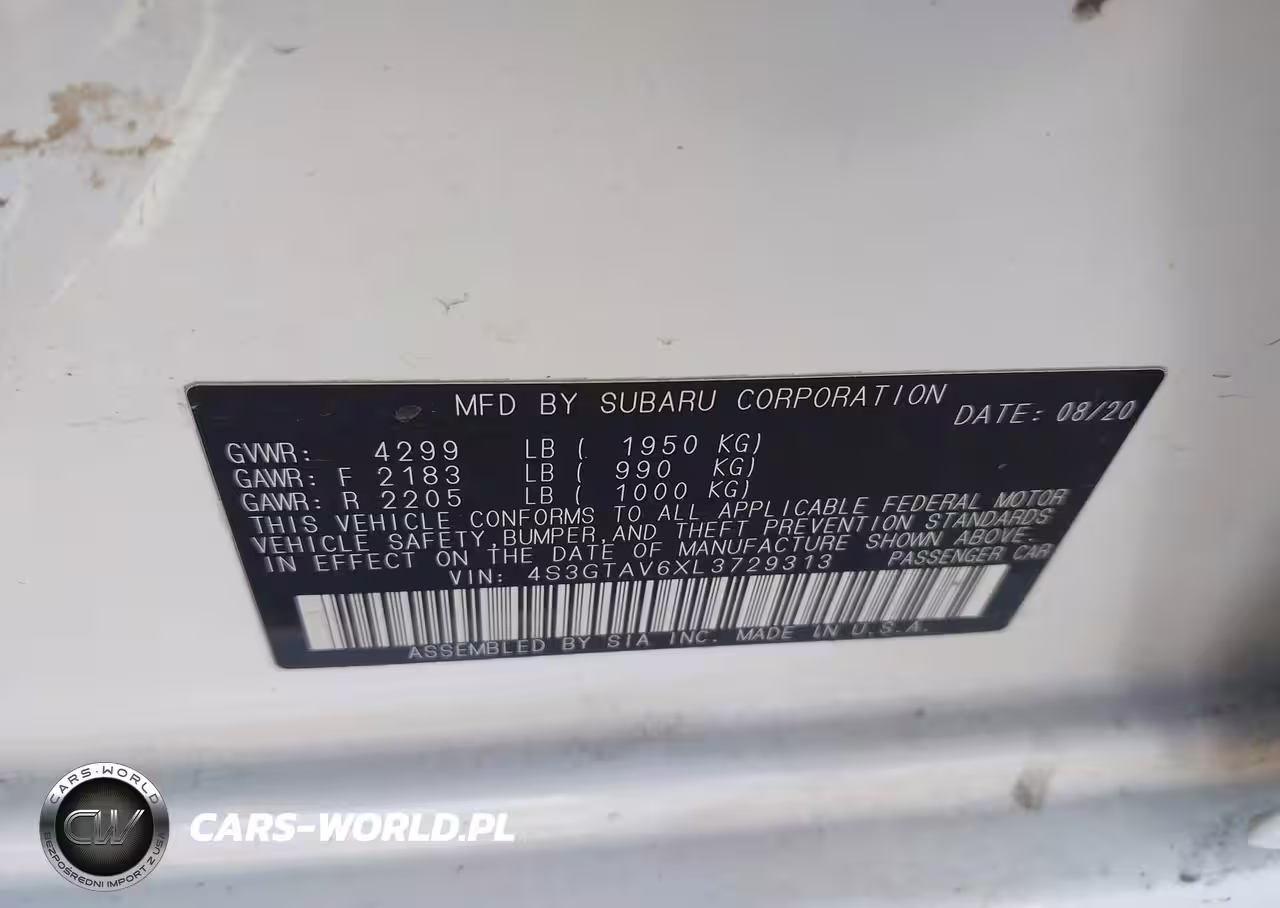 MFD BY SUBARU CORPORATION
DATE: 08/20
GVWR: 4299 LB ( 1950 KG)
GAWR: F 2183 LB ( 990 KG)
GAWR: R 2205 LB ( 1000 KG)
THIS VEHICLE CONFORMS TO ALL APPLICABLE FEDERAL MOTOR
VEHICLE SAFETY, BUMPER, AND THEFT PREVENTION STANDARDS
IN EFFECT ON THE DATE OF MANUFACTURE SHOWN ABOVE.
VIN: 4S3GTAV6XL3729313 PASSENGER CAR
ASSEMBLED BY SIA INC. MADE IN U.S.A.
CARS-WORLD
CW
BEZPOŚREDNI IMPORT Z USA
CARS-WORLD.PL